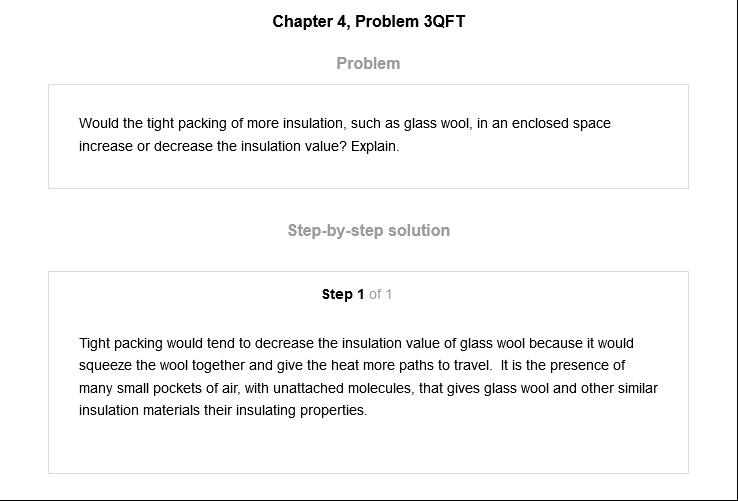 Chapter 4, Problem 3QFT
Problem
Would the tight packing of more insulation, such as glass wool, in an enclosed space
increase or decrease the insulation value? Explain.
Step-by-step solution
Step 1 of 1
Tight packing would tend to decrease the insulation value of glass wool because it would
squeeze the wool together and give the heat more paths to travel.  It is the presence of
many small pockets of air, with unattached molecules, that gives glass wool and other similar
insulation materials their insulating properties.